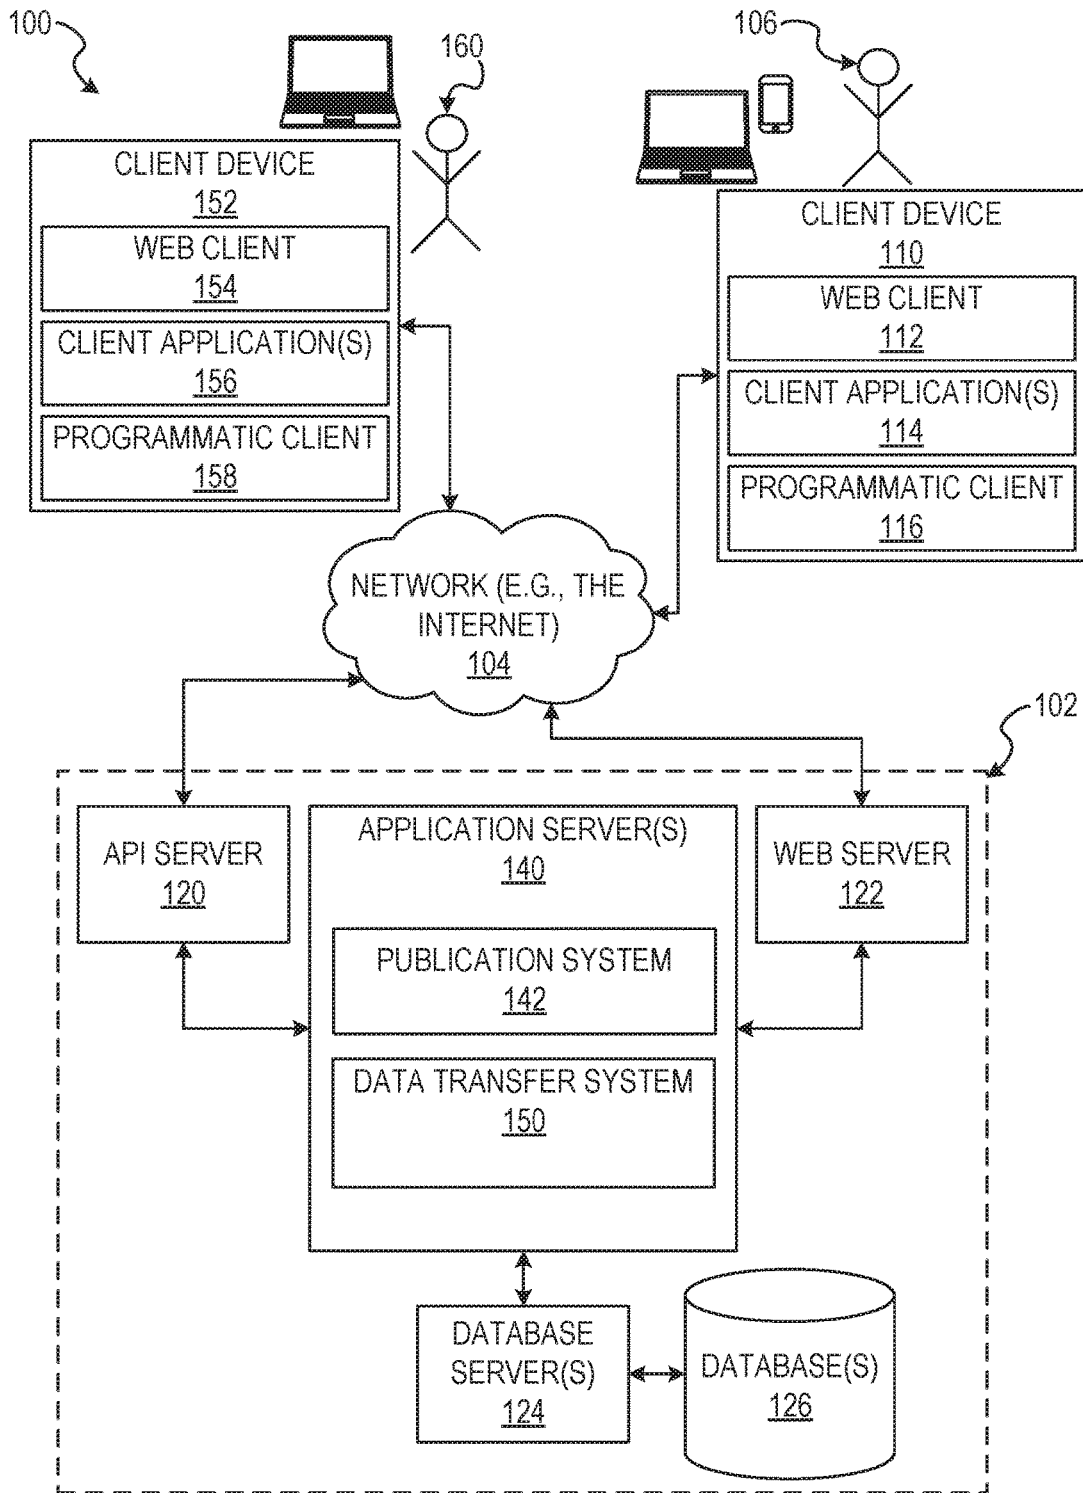 100
160
106
CLIENT DEVICE
152
WEB CLIENT
154
CLIENT APPLICATION(S)
156
PROGRAMMATIC CLIENT
158
CLIENT DEVICE
110
WEB CLIENT
112
CLIENT APPLICATION(S)
114
PROGRAMMATIC CLIENT
116
NETWORK (E.G., THE
INTERNET)
104
102
API SERVER
120
APPLICATION SERVER(S)
140
PUBLICATION SYSTEM
142
DATA TRANSFER SYSTEM
150
WEB SERVER
122
DATABASE
SERVER(S)
124
DATABASE(S)
126